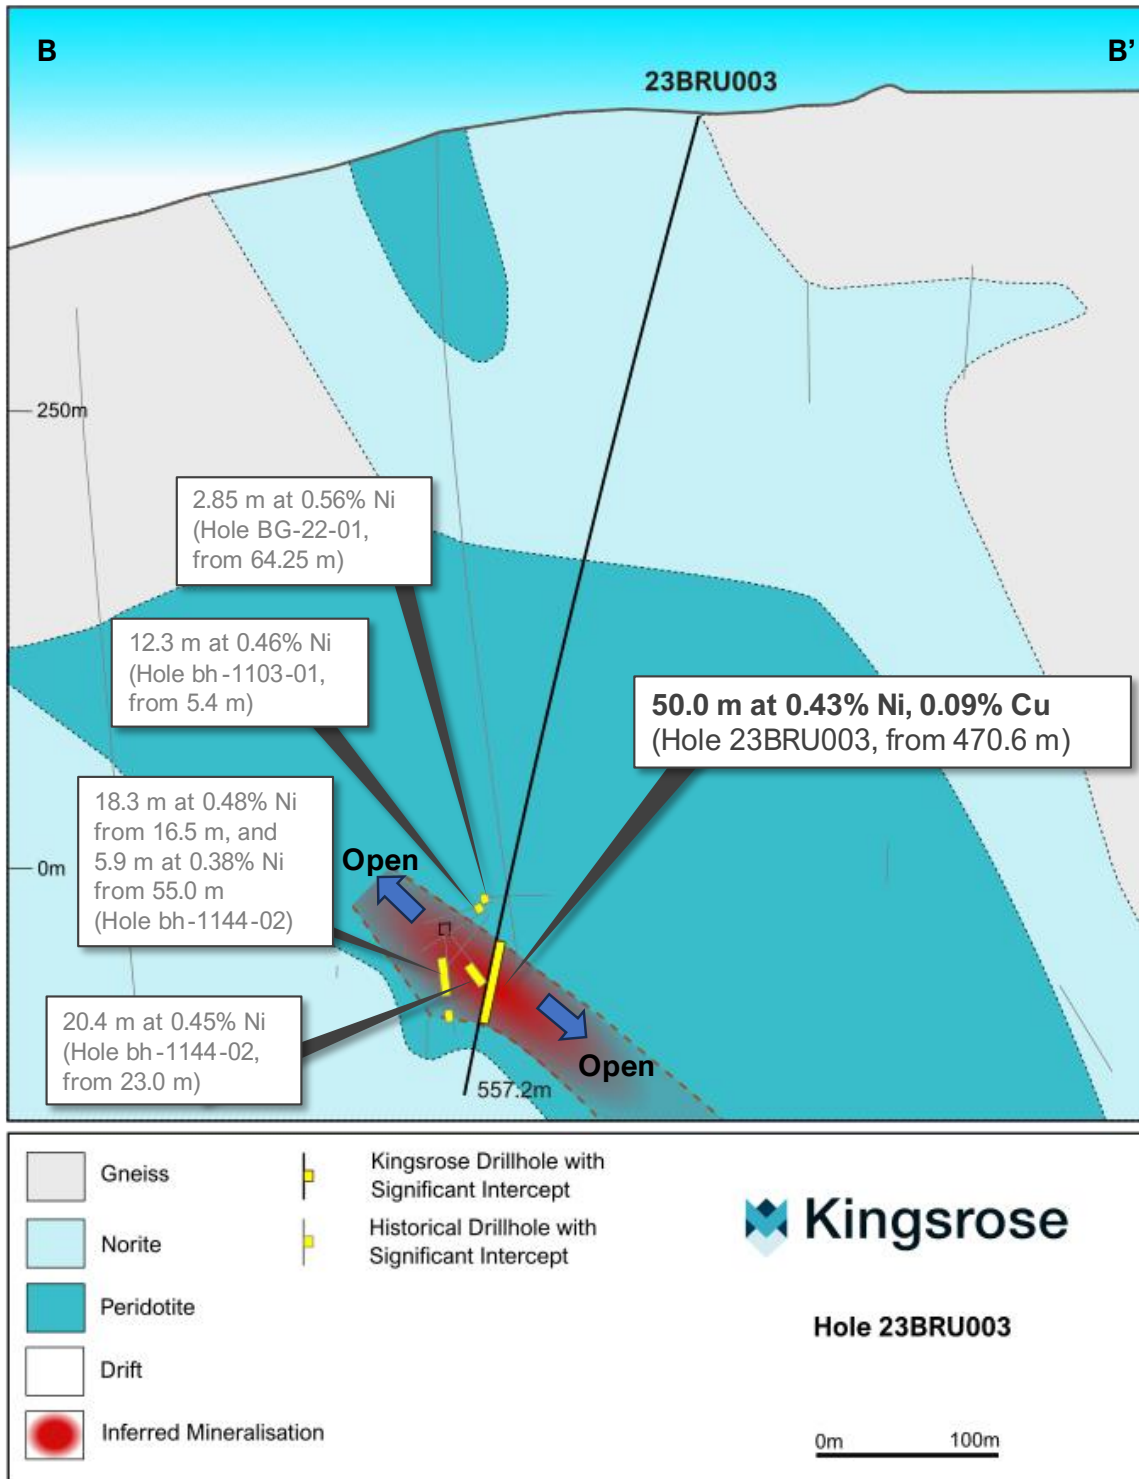 B
B’
23BRU003
250m
2.85 m at 0.56% Ni
(Hole BG-22-01,
from 64.25 m)
12.3 m at 0.46% Ni
(Hole bh-1103-01,
from 5.4 m)
50.0 m at 0.43% Ni, 0.09% Cu
(Hole 23BRU003, from 470.6 m)
18.3 m at 0.48% Ni
from 16.5 m, and
5.9 m at 0.38% Ni
from 55.0 m
(Hole bh-1144-02)
0m
Open
20.4 m at 0.45% Ni
(Hole bh-1144-02,
from 23.0 m)
Open
557.2m
Gneiss
Norite
Peridotite
Drift
Inferred Mineralisation
Kingsrose Drillhole with
Significant Intercept
Historical Drillhole with
Significant Intercept
Kingsrose
Hole 23BRU003
0m 100m